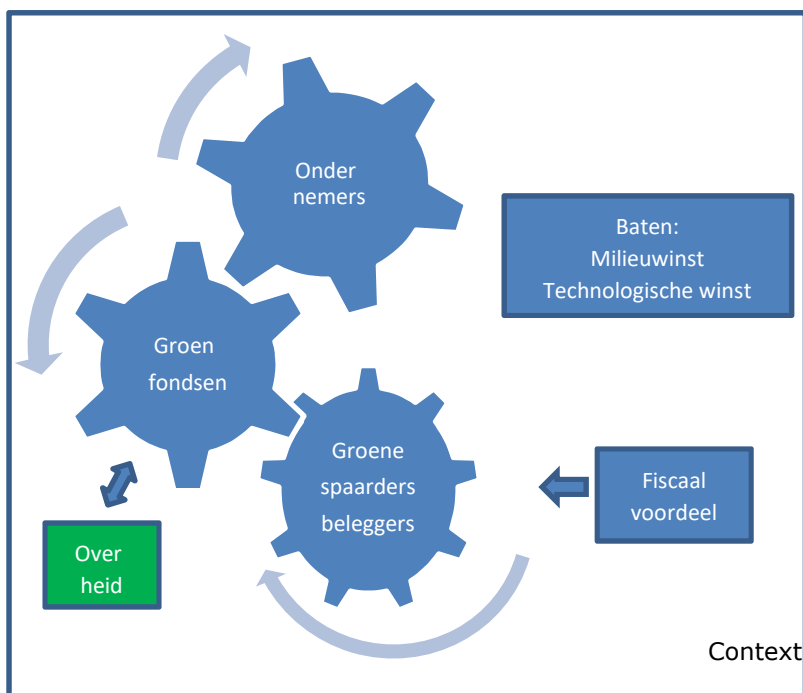 Onder
nemers
Baten:
Milieuwinst
Technologische winst
Groen
fondsen
Groene
spaarders
beleggers
Fiscaal
voordeel
Over
heid
Context